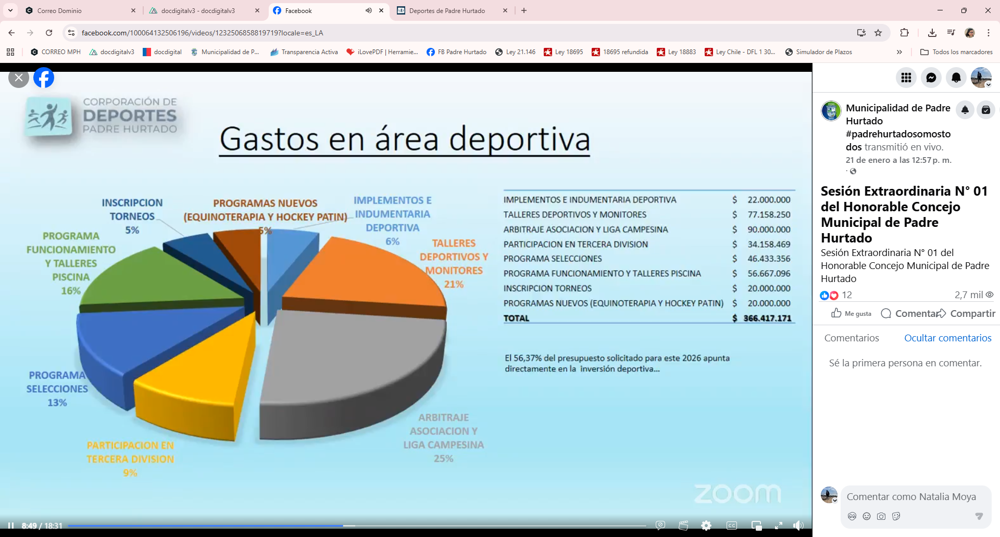 Correo Dominio
docdigitalv3 - docdigitalv3
Facebook
Deportes de Padre Hurtado
facebook.com/100064132506196/videos/1232506858819719?locale=es_LA
CORREO MPH
docdigitalv3
docdigital
Municipalidad de P...
Transparencia Activa
iLovePDF | Herramie...
FB Padre Hurtado
Ley 21.146
Ley 18695
18695 refundida
Ley 18883
Ley Chile - DFL 1 30...
Simulador de Plazos
Todos los marcadores
CORPORACIÓN DE
DEPORTES
PADRE HURTADO
Gastos en área deportiva
INSCRIPCION
TORNEOS
5%
PROGRAMAS NUEVOS
(EQUINOTERAPIA Y HOCKEY PATIN)
5%
IMPLEMENTOS E
INDUMENTARIA
DEPORTIVA
6%
TALLERES
DEPORTIVOS Y
MONITORES
21%
PROGRAMA
FUNCIONAMIENTO
Y TALLERES
PISCINA
16%
PROGRAMA
SELECCIONES
13%
PARTICIPACION EN
TERCERA DIVISION
9%
ARBITRAJE
ASOCIACION Y
LIGA CAMPESINA
25%
IMPLEMENTOS E INDUMENTARIA DEPORTIVA $ 22.000.000
TALLERES DEPORTIVOS Y MONITORES $ 77.158.250
ARBITRAJE ASOCIACION Y LIGA CAMPESINA $ 90.000.000
PARTICIPACION EN TERCERA DIVISION $ 34.158.469
PROGRAMA SELECCIONES $ 46.433.356
PROGRAMA FUNCIONAMIENTO Y TALLERES PISCINA $ 56.667.096
INSCRIPCION TORNEOS $ 20.000.000
PROGRAMAS NUEVOS (EQUINOTERAPIA Y HOCKEY PATIN) $ 20.000.000
TOTAL $ 366.417.171
El 56,37% del presupuesto solicitado para este 2026 apunta
directamente en la inversión deportiva...
zoom
8:49 / 18:31
CC
Municipalidad de Padre
Hurtado
#padrehurtadosomosto
dos transmitió en vivo.
21 de enero a las 12:57 p. m.
·
Sesión Extraordinaria N° 01
del Honorable Concejo
Municipal de Padre
Hurtado
Sesión Extraordinaria N° 01 del
Honorable Concejo Municipal de Padre
Hurtado
12
2,7 mil
Me gusta
Comentar
Compartir
Comentarios
Ocultar comentarios
Sé la primera persona en comentar.
Comentar como Natalia Moya